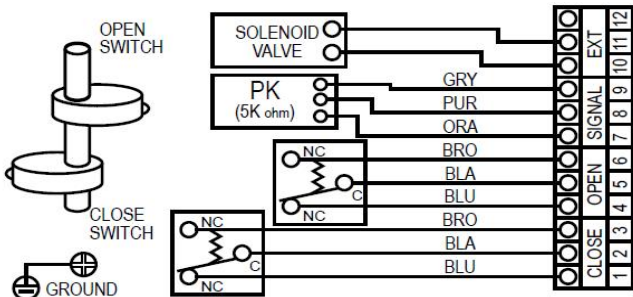 OPEN
SWITCH
CLOSE
SWITCH
GROUND
SOLENOID
VALVE
PK
(5K ohm)
GRY
PUR
ORA
NC
BRO
BLA
C
BLU
NC
NC
BRO
BLA
C
BLU
NC
EXT
12
11
10
SIGNAL
9
8
7
OPEN
6
5
4
CLOSE
3
2
1